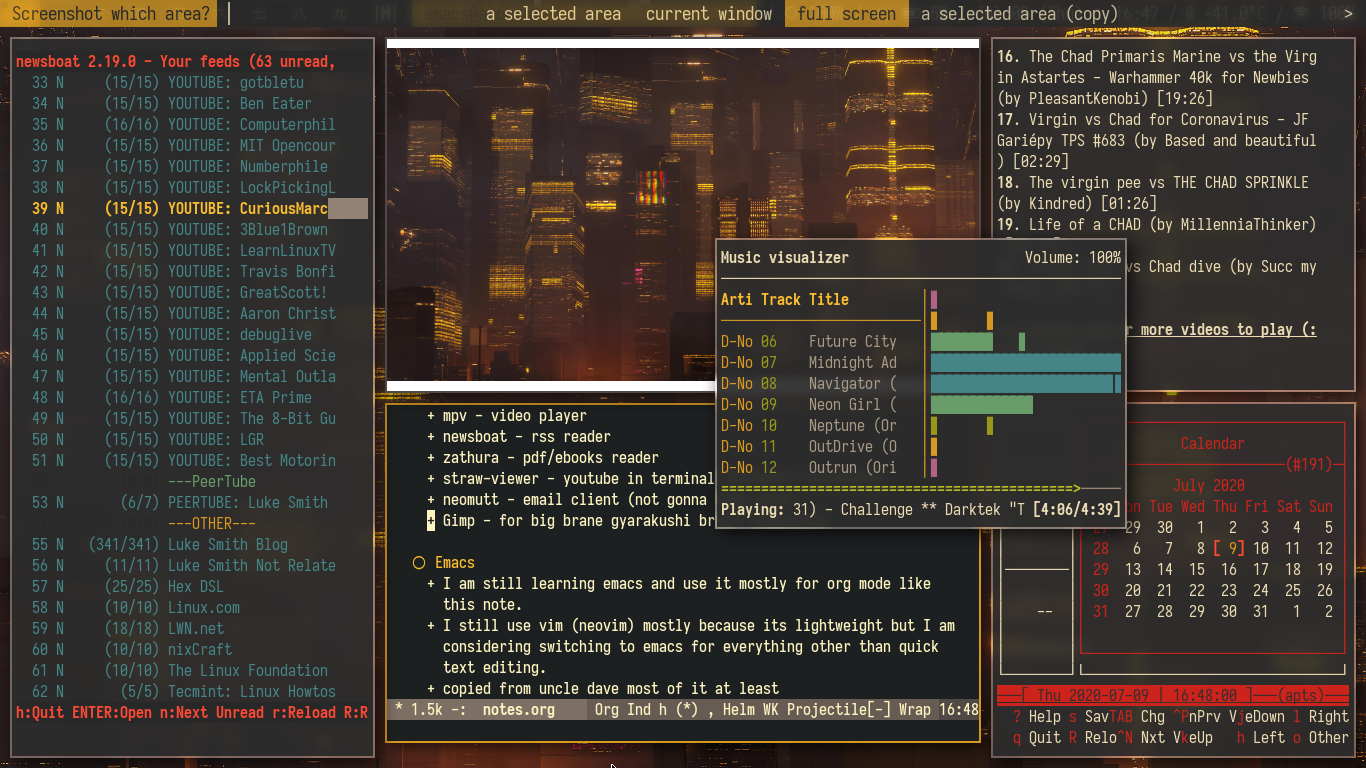 Screenshot which area?
a selected area current window full screen a selected area (copy) >
newsboat 2.19.0 - Your feeds (63 unread,
33 N (15/15) YOUTUBE: gotbletu
34 N (15/15) YOUTUBE: Ben Eater
35 N (16/16) YOUTUBE: Computerphil
36 N (15/15) YOUTUBE: MIT Opencour
37 N (15/15) YOUTUBE: Numberphile
38 N (15/15) YOUTUBE: LockPickingL
39 N (15/15) YOUTUBE: CuriousMarc
40 N (15/15) YOUTUBE: 3Blue1Brown
41 N (15/15) YOUTUBE: LearnLinuxTV
42 N (15/15) YOUTUBE: Travis Bonfi
43 N (15/15) YOUTUBE: GreatScott!
44 N (15/15) YOUTUBE: Aaron Christ
45 N (15/15) YOUTUBE: debuglive
46 N (15/15) YOUTUBE: Applied Scie
47 N (15/15) YOUTUBE: Mental Outla
48 N (16/16) YOUTUBE: ETA Prime
49 N (15/15) YOUTUBE: The 8-Bit Gu
50 N (15/15) YOUTUBE: LGR
51 N (15/15) YOUTUBE: Best Motorin
---PeerTube
53 N (6/7) PEERTUBE: Luke Smith
---OTHER---
55 N (341/341) Luke Smith Blog
56 N (11/11) Luke Smith Not Relate
57 N (25/25) Hex DSL
58 N (10/10) Linux.com
59 N (18/18) LWN.net
60 N (10/10) nixCraft
61 N (10/10) The Linux Foundation
62 N (5/5) Tecmint: Linux Howtos
h:Quit ENTER:Open n:Next Unread r:Reload R:R
+ mpv - video player
+ newsboat - rss reader
+ zathura - pdf/ebooks reader
+ straw-viewer - youtube in terminal
+ neomutt - email client (not gonna
+ Gimp - for big brane gyarakushi br
Emacs
+ I am still learning emacs and use it mostly for org mode like
this note.
+ I still use vim (neovim) mostly because its lightweight but I am
considering switching to emacs for everything other than quick
text editing.
+ copied from uncle dave most of it at least
* 1.5k -: notes.org Org Ind h (*) , Helm WK Projectile[-] Wrap 16:48
Music visualizer Volume: 100%
Arti Track Title
D-No 06 Future City
D-No 07 Midnight Ad
D-No 08 Navigator (
D-No 09 Neon Girl (
D-No 10 Neptune (Or
D-No 11 OutDrive (O
D-No 12 Outrun (Ori
Playing: 31) - Challenge ** Darktek "T [4:06/4:39]
16. The Chad Primaris Marine vs the Virg
in Astartes - Warhammer 40k for Newbies
(by PleasantKenobi) [19:26]
17. Virgin vs Chad for Coronavirus - JF
Gariépy TPS #683 (by Based and beautiful
) [02:29]
18. The virgin pee vs THE CHAD SPRINKLE
(by Kindred) [01:26]
19. Life of a CHAD (by MillenniaThinker)
vs Chad dive (by Succ my
r more videos to play (:
Calendar
(#191)
July 2020
on Tue Wed Thu Fri Sat Sun
29 30 1 2 3 4 5
28 6 7 8 [ 9] 10 11 12
29 13 14 15 16 17 18 19
30 20 21 22 23 24 25 26
31 27 28 29 30 31 1 2
--
[ Thu 2020-07-09 | 16:48:00 ] (apts)
? Help s SavTAB Chg ^PnPrv VjeDown l Right
q Quit R Relo^N Nxt VkeUp h Left o Other